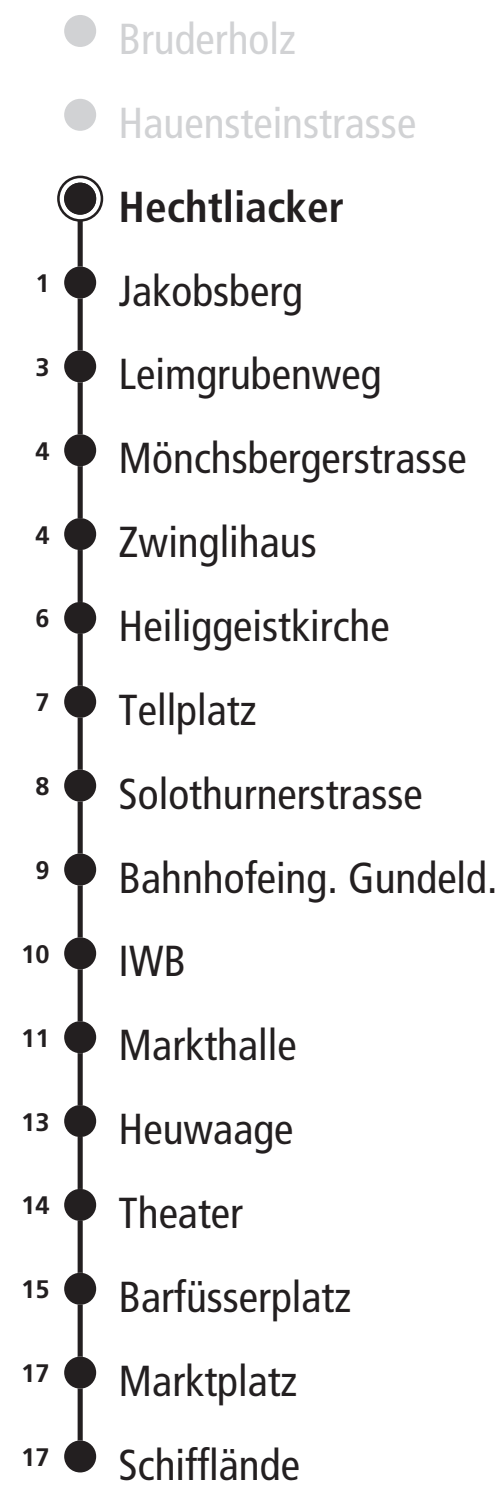 Bruderholz
Hauensteinstrasse
Hechtliacker
1 Jakobsberg
3 Leimgrubenweg
4 Mönchsbergerstrasse
4 Zwinglihaus
6 Heiliggeistkirche
7 Tellplatz
8 Solothurnerstrasse
9 Bahnhofeing. Gundeld.
10 IWB
11 Markthalle
13 Heuwaage
14 Theater
15 Barfüsserplatz
17 Marktplatz
17 Schifflände